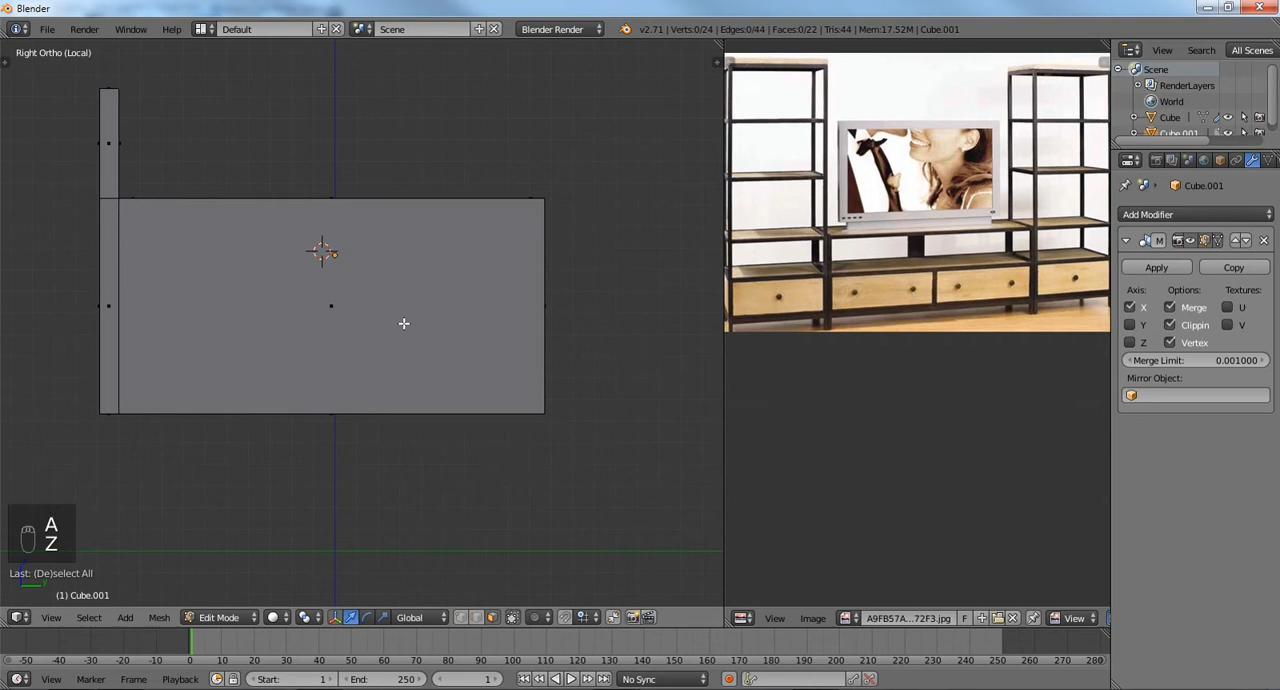 Blender
File Render Window Help Default Scene Blender Render v2.71 | Verts:0/24 | Edges:0/44 | Faces:0/22 | Tris:44 | Mem:17.52M | Cube.001
Right Ortho (Local)
View Search All Scenes
Scene
RenderLayers
World
Cube
Cube.001
Cube.001
Add Modifier
M
Apply Copy
Axis: Options: Textures:
X Merge U
Y Clippin V
Z Vertex
Merge Limit: 0.001000
Mirror Object:
A
Z
Last: (De)select All
(1) Cube.001
View Select Add Mesh Edit Mode Global View Image A9FB57A...72F3.jpg F View
-50 -40 -30 -20 -10 0 10 20 30 40 50 60 70 80 90 100 110 120 130 140 150 160 170 180 190 200 210 220 230 240 250 260 270 280
View Marker Frame Playback Start: 1 End: 250 1 No Sync